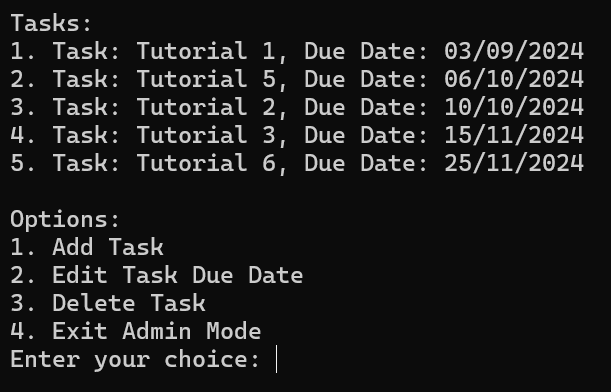 Tasks:
1. Task: Tutorial 1, Due Date: 03/09/2024
2. Task: Tutorial 5, Due Date: 06/10/2024
3. Task: Tutorial 2, Due Date: 10/10/2024
4. Task: Tutorial 3, Due Date: 15/11/2024
5. Task: Tutorial 6, Due Date: 25/11/2024
Options:
1. Add Task
2. Edit Task Due Date
3. Delete Task
4. Exit Admin Mode
Enter your choice: